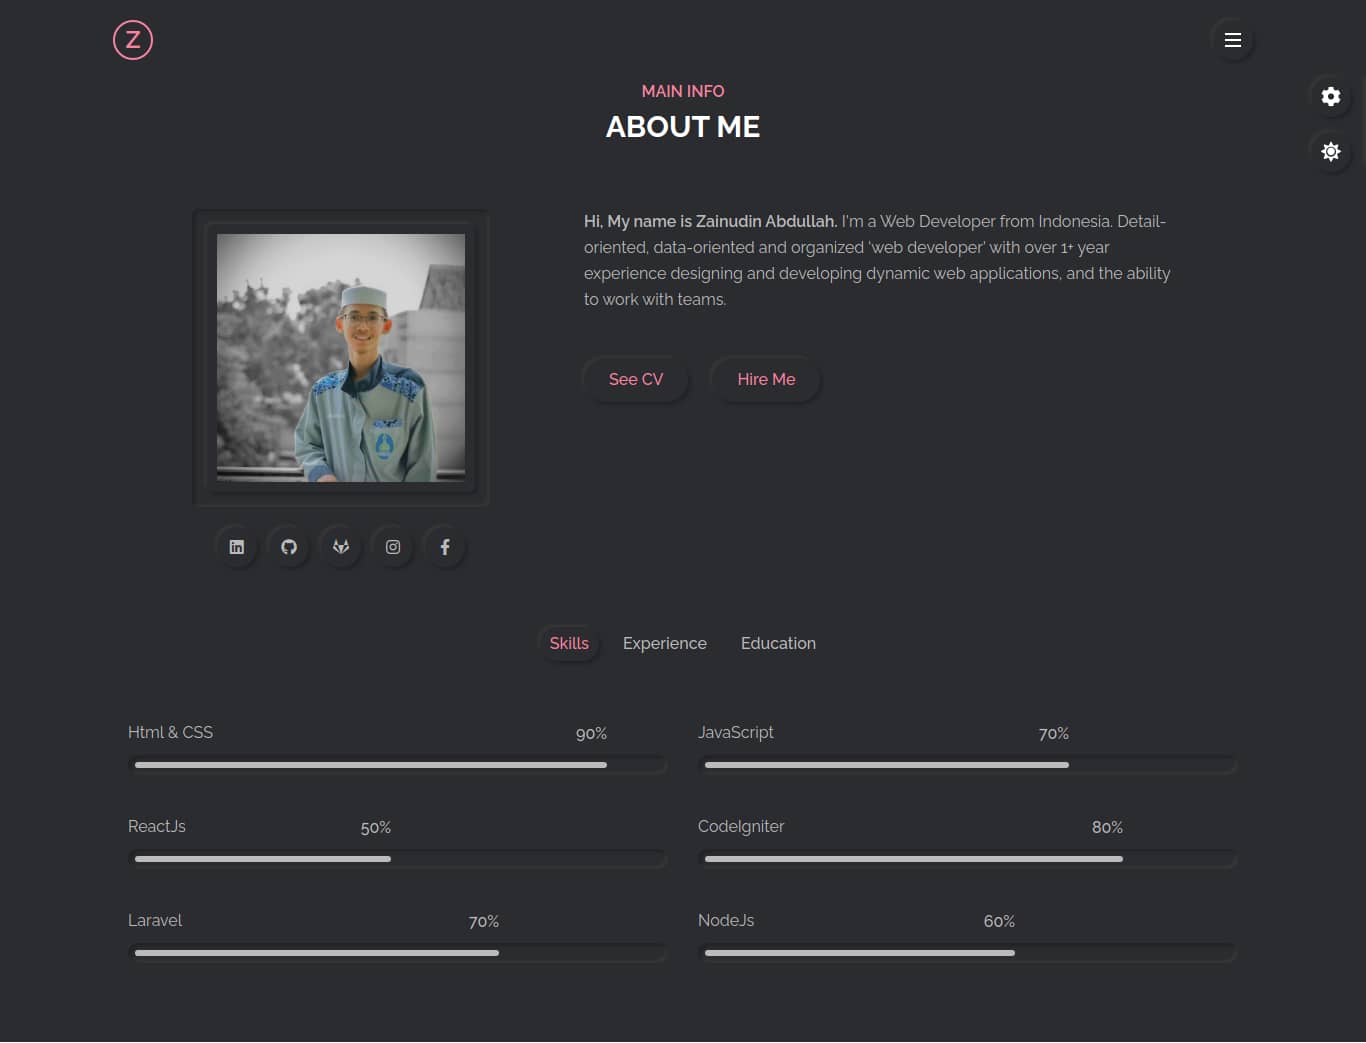 Z
MAIN INFO
ABOUT ME
Hi, My name is Zainudin Abdullah. I'm a Web Developer from Indonesia. Detail-
oriented, data-oriented and organized 'web developer' with over 1+ year
experience designing and developing dynamic web applications, and the ability
to work with teams.
See CV Hire Me
Skills Experience Education
Html & CSS 90%
JavaScript 70%
ReactJs 50%
CodeIgniter 80%
Laravel 70%
NodeJs 60%